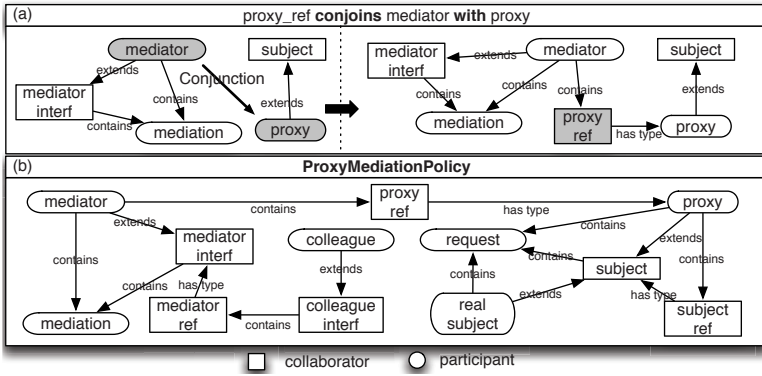 (a) proxy_ref conjoins mediator with proxy
mediator
subject
mediator
interf
extends
Conjunction
contains
contains
mediation
extends
proxy
mediator
interf
extends
mediator
subject
contains
contains
contains
mediation
proxy
ref
has type
extends
proxy
(b) ProxyMediationPolicy
mediator
contains
proxy
ref
has type
proxy
extends
contains
mediator
interf
contains
has type
mediation
mediator
ref
colleague
extends
contains
colleague
interf
request
contains
contains
extends
contains
contains
subject
real
subject
extends
has type
subject
ref
collaborator
participant